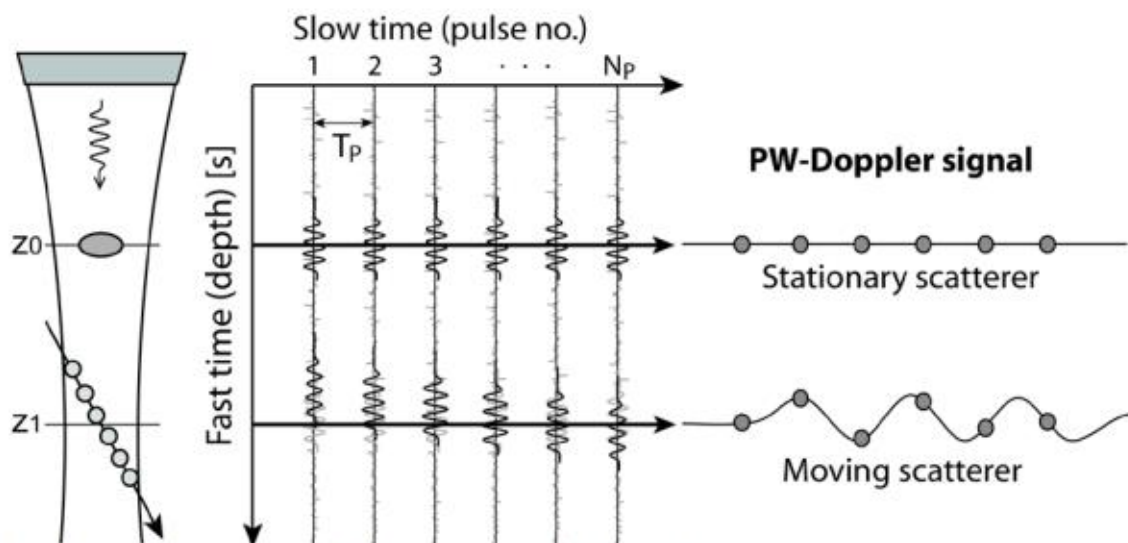 Slow time (pulse no.)
1 2 3 · · · NP
TP
Fast time (depth) [s]
PW-Doppler signal
Z0
Stationary scatterer
Z1
Moving scatterer